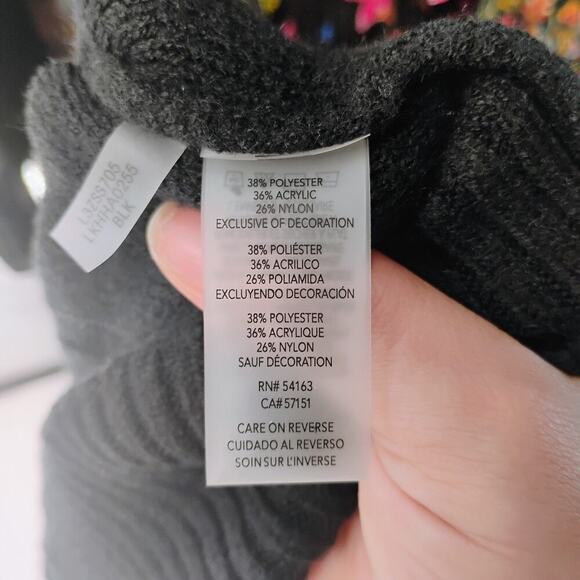 L37SS705
LKHHA0255
BLK
38% POLYESTER
36% ACRYLIC
26% NYLON
EXCLUSIVE OF DECORATION
38% POLIÉSTER
36% ACRILICO
26% POLIAMIDA
EXCLUYENDO DECORACIÓN
38% POLYESTER
36% ACRYLIQUE
26% NYLON
SAUF DÉCORATION
RN# 54163
CA# 57151
CARE ON REVERSE
CUIDADO AL REVERSO
SOIN SUR L'INVERSE